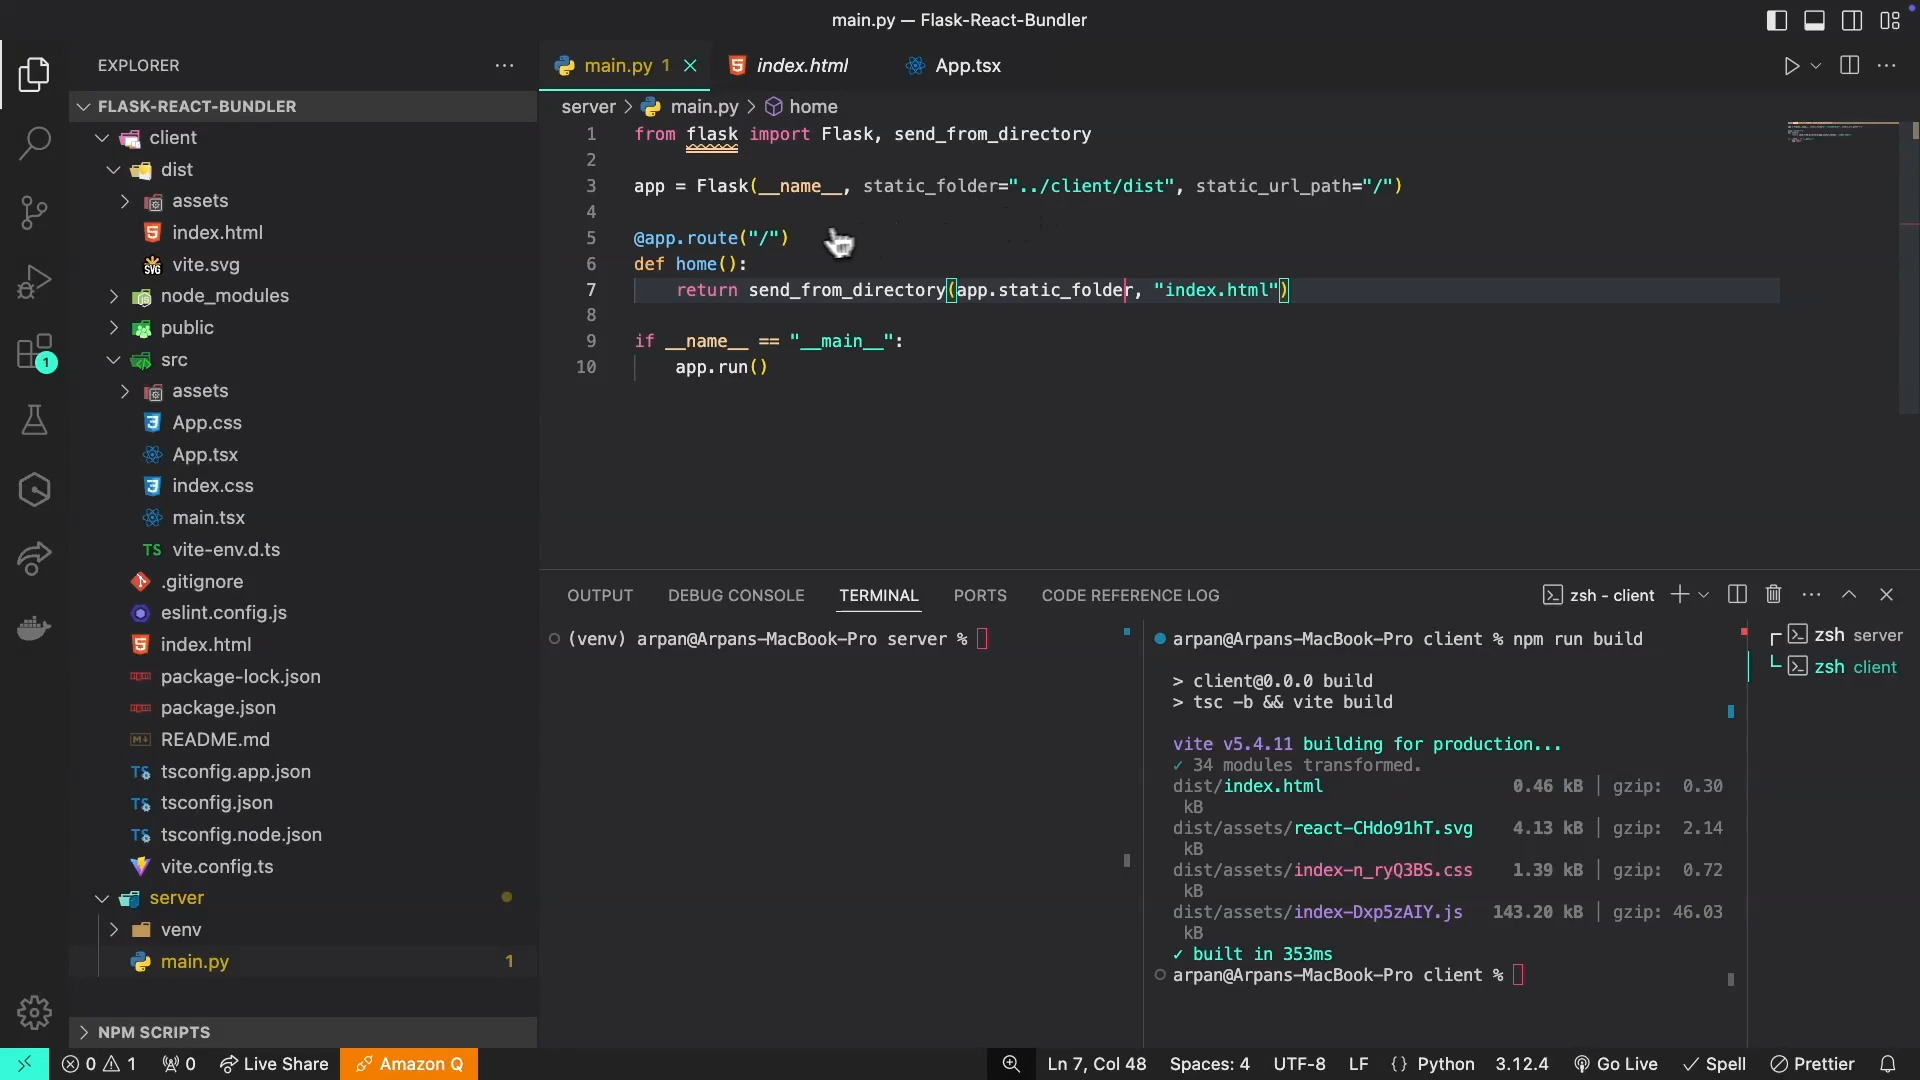 main.py — Flask-React-Bundler
EXPLORER
FLASK-REACT-BUNDLER
client
dist
assets
index.html
vite.svg
node_modules
public
src
assets
App.css
App.tsx
index.css
main.tsx
TS vite-env.d.ts
.gitignore
eslint.config.js
index.html
package-lock.json
package.json
README.md
tsconfig.app.json
tsconfig.json
tsconfig.node.json
vite.config.ts
server
venv
main.py 1
NPM SCRIPTS
1
main.py 1
index.html
App.tsx
server > main.py > home
1 from flask import Flask, send_from_directory
2
3 app = Flask(__name__, static_folder="../client/dist", static_url_path="/")
4
5 @app.route("/")
6 def home():
7 return send_from_directory(app.static_folder, "index.html")
8
9 if __name__ == "__main__":
10 app.run()
OUTPUT DEBUG CONSOLE TERMINAL PORTS CODE REFERENCE LOG
zsh - client
(venv) arpan@Arpans-MacBook-Pro server %
arpan@Arpans-MacBook-Pro client % npm run build
> client@0.0.0 build
> tsc -b && vite build
vite v5.4.11 building for production...
✓ 34 modules transformed.
dist/index.html 0.46 kB | gzip: 0.30
kB
dist/assets/react-CHdo91hT.svg 4.13 kB | gzip: 2.14
kB
dist/assets/index-n_ryQ3BS.css 1.39 kB | gzip: 0.72
kB
dist/assets/index-Dxp5zAIY.js 143.20 kB | gzip: 46.03
kB
✓ built in 353ms
arpan@Arpans-MacBook-Pro client %
zsh server
zsh client
0 1 0 Live Share Amazon Q Ln 7, Col 48 Spaces: 4 UTF-8 LF {} Python 3.12.4 Go Live Spell Prettier